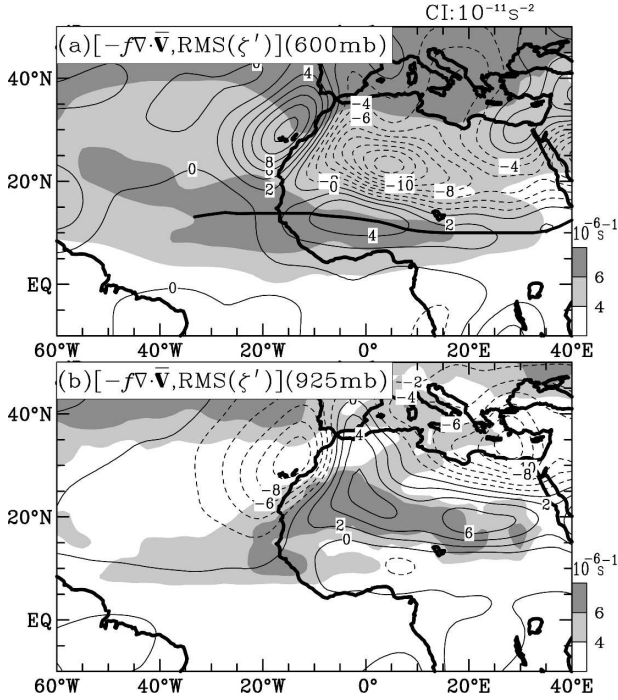 CI:10⁻¹¹s⁻²
(a)[−f∇·V̅,RMS(ζ′)](600mb)
40°N
20°N
EQ
60°W 40°W 20°W 0° 20°E 40°E
0
4
−4
−6
8
0
2
0
−10
−8
−4
2
4
0
0
10⁻⁶s⁻¹
6
4
(b)[−f∇·V̅,RMS(ζ′)](925mb)
40°N
20°N
EQ
60°W 40°W 20°W 0° 20°E 40°E
−2
−4
−6
4
−8
−6
−8
2
2
0
6
10⁻⁶s⁻¹
6
4